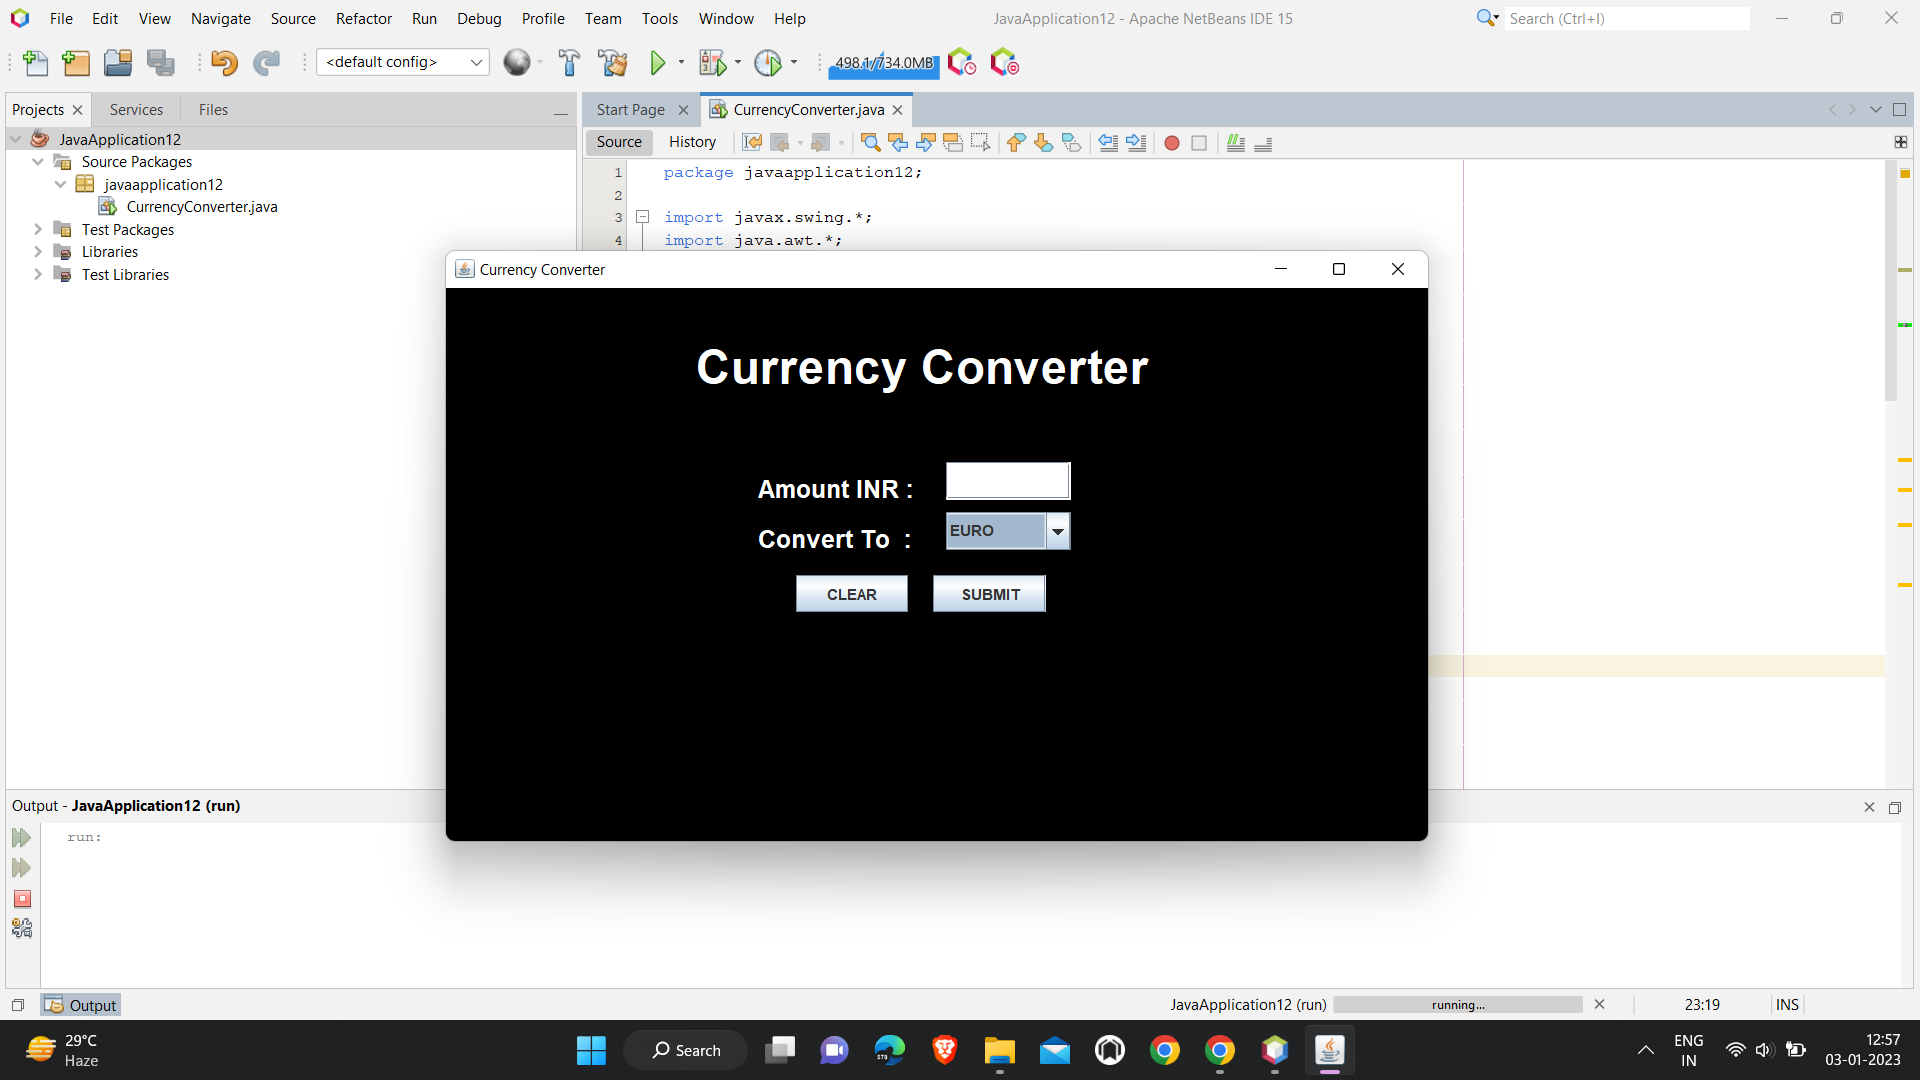 File Edit View Navigate Source Refactor Run Debug Profile Team Tools Window Help
JavaApplication12 - Apache NetBeans IDE 15
Search (Ctrl+I)
<default config>
498.1/734.0MB
Projects Services Files
Start Page CurrencyConverter.java
JavaApplication12
Source Packages
javaapplication12
CurrencyConverter.java
Test Packages
Libraries
Test Libraries
Source History
1 package javaapplication12;
2
3 import javax.swing.*;
4 import java.awt.*;
Currency Converter
Currency Converter
Amount INR :
Convert To :
EURO
CLEAR SUBMIT
Output - JavaApplication12 (run)
run:
Output
JavaApplication12 (run) running...
23:19 INS
29°C
Haze
Search
ENG
IN
12:57
03-01-2023